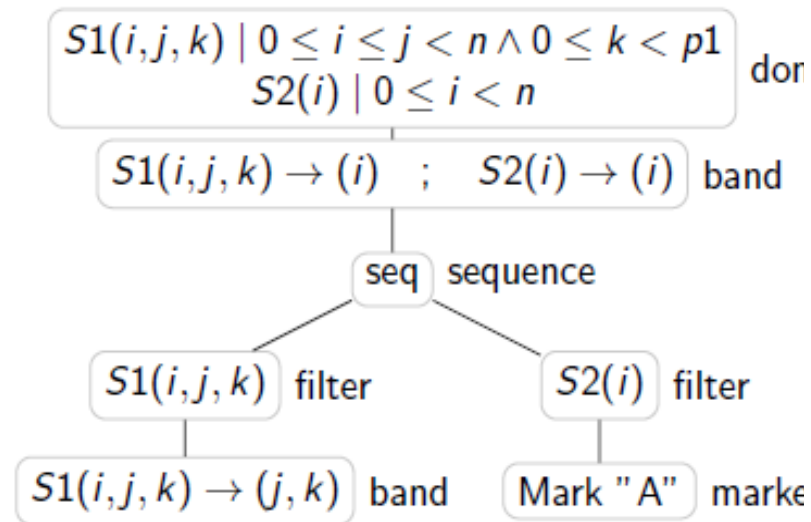 S1(i, j, k) | 0 ≤ i ≤ j < n ∧ 0 ≤ k < p1
S2(i) | 0 ≤ i < n
S1(i, j, k) → (i) ; S2(i) → (i) band
seq sequence
S1(i, j, k) filter S2(i) filter
S1(i, j, k) → (j, k) band Mark "A"